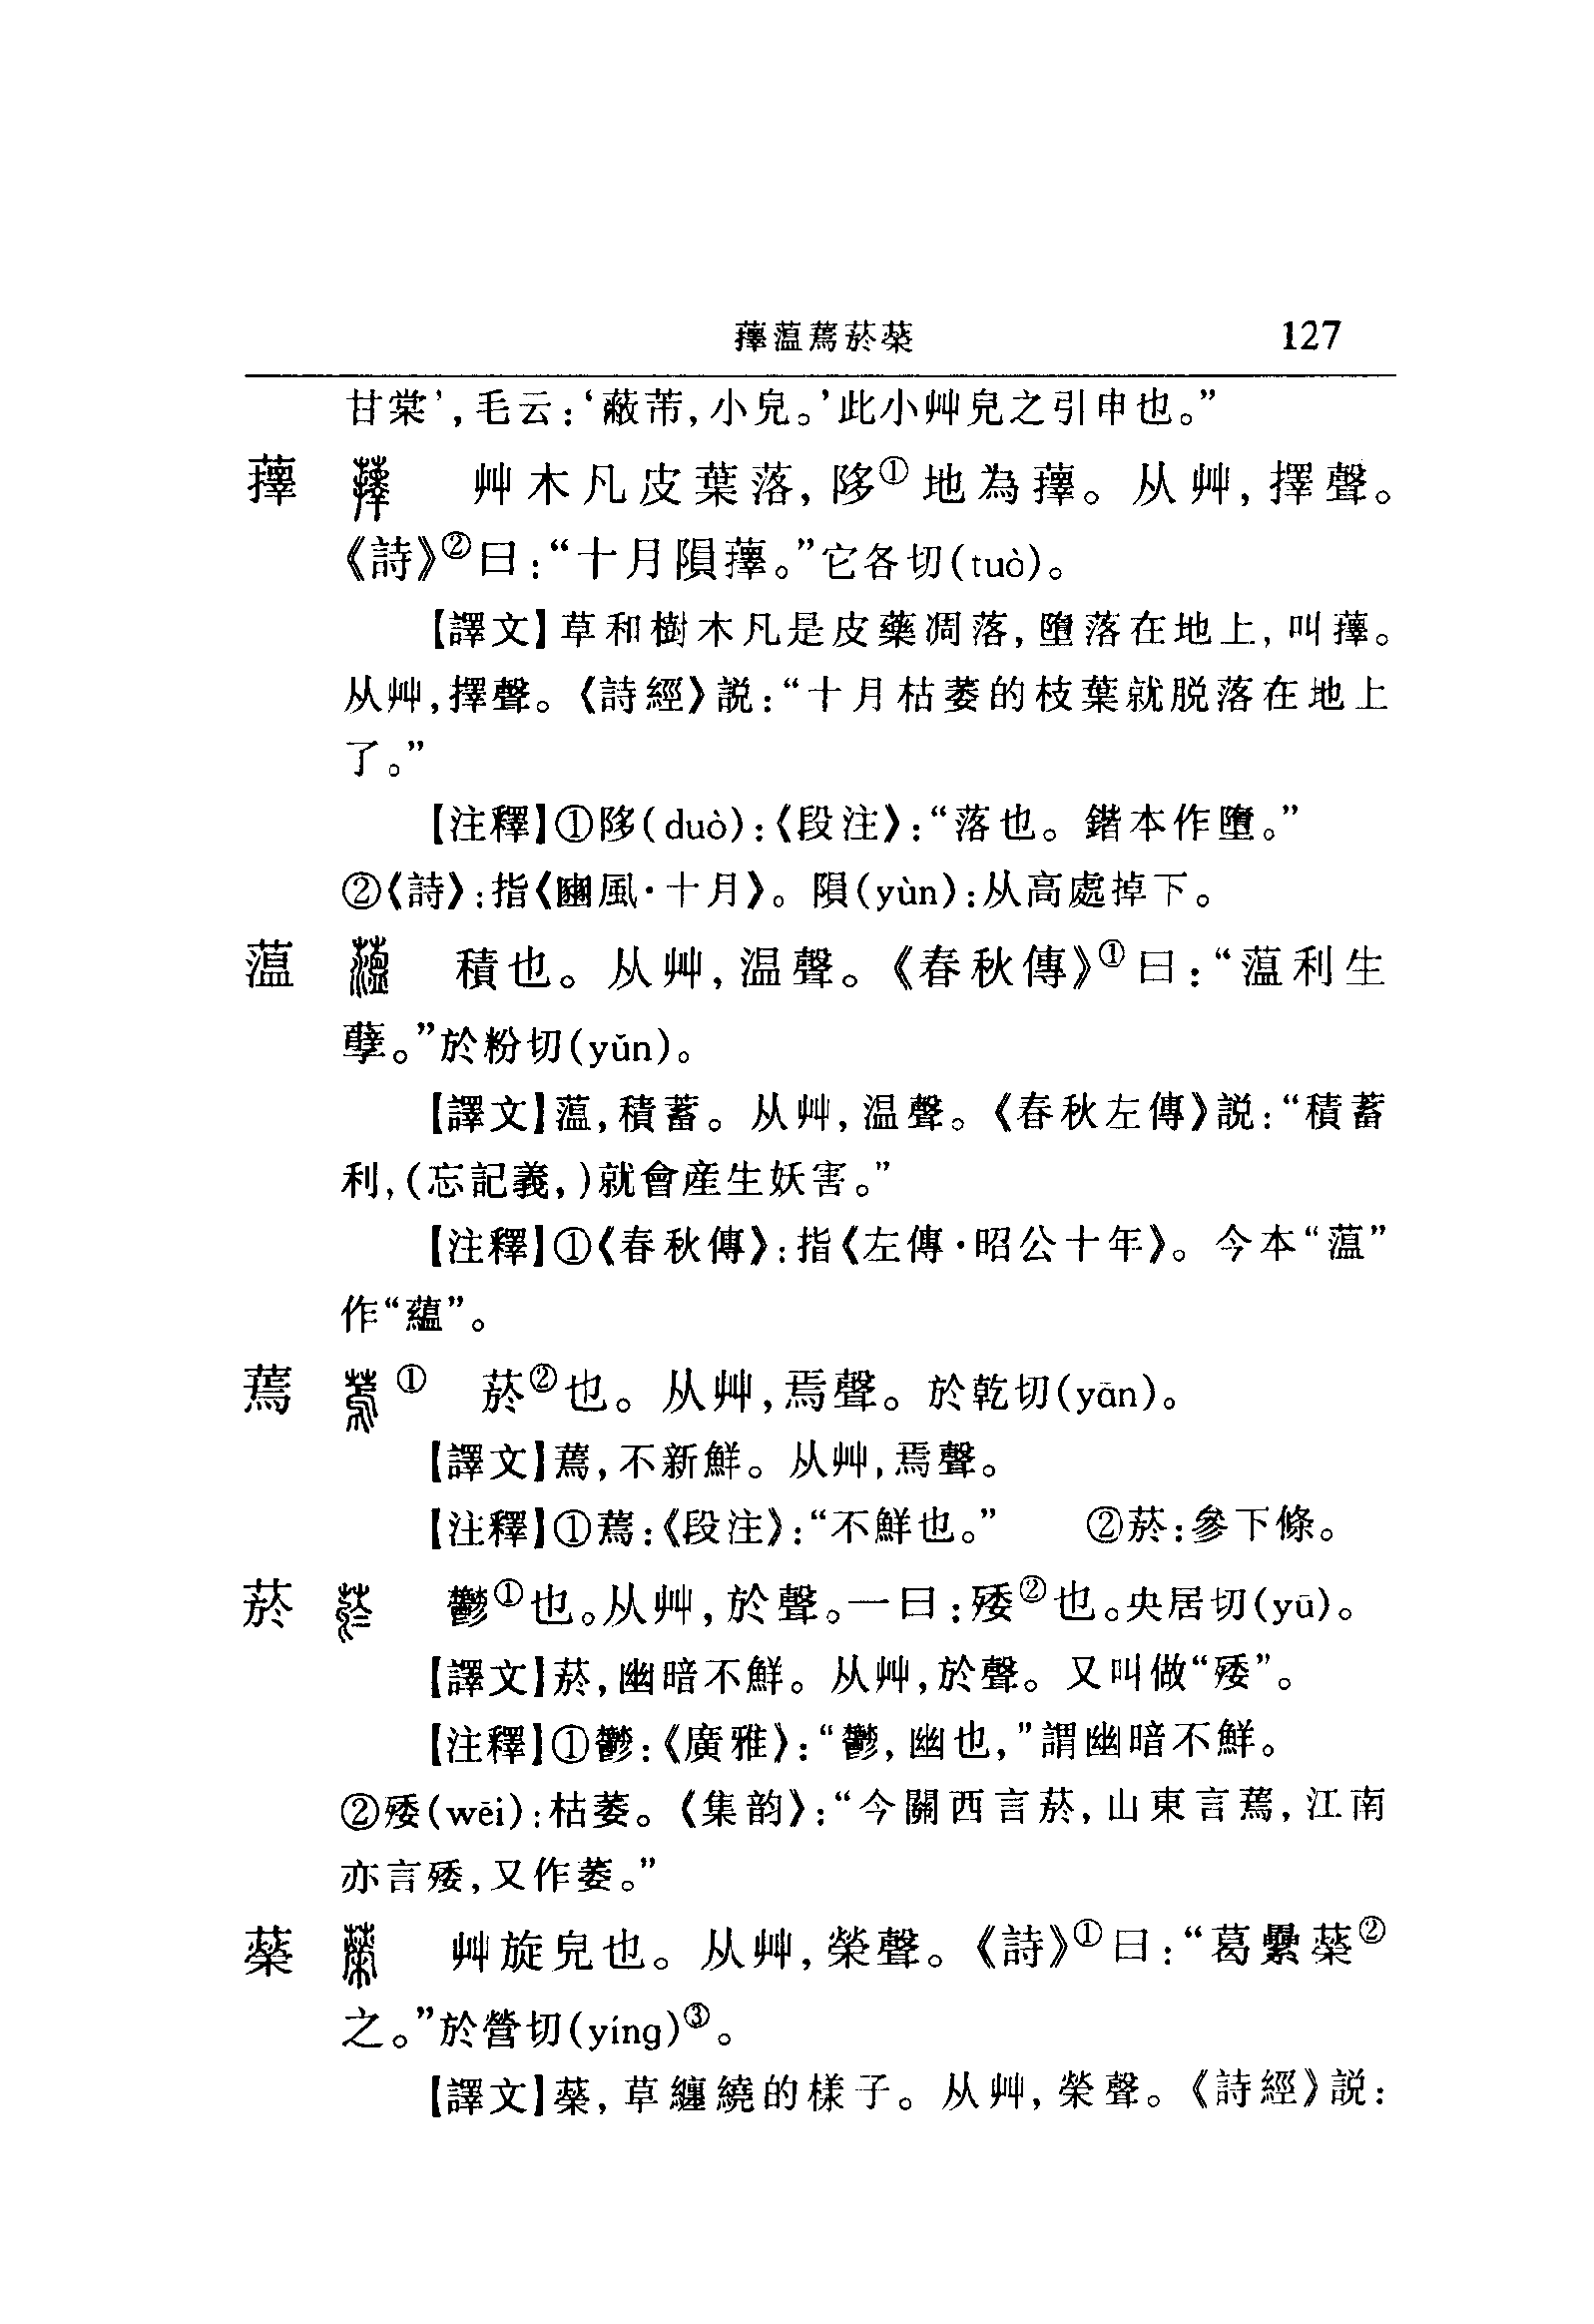 蘀薀蔫菸蘃 127
甘棠’,毛云:‘蔽芾,小皃。’此小艸皃之引申也。”
蘀 艸木凡皮葉落,陊①地為蘀。从艸,擇聲。
《詩》②曰:“十月隕蘀。”它各切(tuò)。
【譯文】草和樹木凡是皮藥凋落,墮落在地上,叫蘀。
从艸,擇聲。《詩經》説:“十月枯萎的枝葉就脱落在地上
了。”
【注釋】①陊(duò):《段注》:“落也。鍇本作墮。”
②《詩》:指《豳風·十月》。隕(yùn):从高處掉下。
薀 積也。从艸,温聲。《春秋傳》①曰:“薀利生
孽。”於粉切(yǔn)。
【譯文】薀,積蓄。从艸,温聲。《春秋左傳》説:“積蓄
利,(忘記義,)就會産生妖害。”
【注釋】①《春秋傳》:指《左傳·昭公十年》。今本“薀”
作“蘊”。
蔫 ① 菸②也。从艸,焉聲。於乾切(yān)。
【譯文】蔫,不新鮮。从艸,焉聲。
【注釋】①蔫:《段注》:“不鮮也。” ②菸:參下條。
菸 鬱①也。从艸,於聲。一曰:矮②也。央居切(yū)。
【譯文】菸,幽暗不鮮。从艸,於聲。又叫做“痿”。
【注釋】①鬱:《廣雅》:“鬱,幽也,”謂幽暗不鮮。
②殘(wēi):枯萎。《集韵》:“今關西言菸,山東言蔫,江南
亦言殘,又作萎。”
蘃 艸旋皃也。从艸,榮聲。《詩》①曰:“葛纍蘃②
之。”於營切(yíng)③。
【譯文】蘃,草纏繞的樣子。从艸,榮聲。《詩經》説: